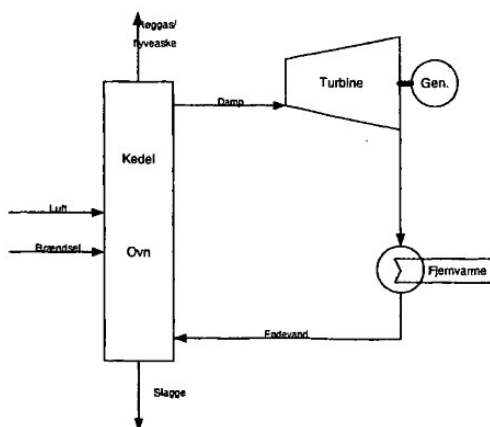 Røggas/
flyveaske
Turbine
Gen.
Damp
Kedel
Luft
Brændsel
Ovn
Fjernvarme
Fødevand
Slagge